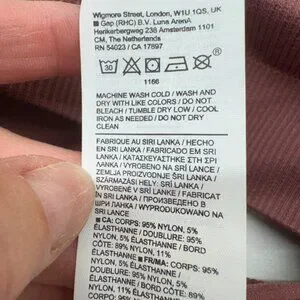 Wigmore Street, London, W1U 1QS, UK
■ Gap (RHC) B.V. Luna ArenA
Herikerbergweg 238 Amsterdam 1101
CM, The Netherlands
RN 54023 / CA 17897
30
1166
MACHINE WASH COLD / WASH AND
DRY WITH LIKE COLORS / DO NOT
BLEACH / TUMBLE DRY LOW / COOL
IRON AS NEEDED / DO NOT DRY
CLEAN
FABRIQUE AU SRI LANKA / HECHO
EN SRI LANKA / FABRICADO EM SRI
LANKA / ΚΑΤΑΣΚΕΥΑΣΤΗΚΕ ΣΤΗ ΣΡΙ
ΛΑΝΚΑ / VYROBENO NA SRÍ LANCE /
ZEMLJA PROIZVODNJE SRI LANKA /
SZÁRMAZÁSI HELY: SRÍ LANKA /
VYROBENÉ V SRÍ LANKE / FABRICAT
ÎN SRI LANKA / ПРОИЗВЕДЕНО В
ШРИ ЛАНКА / WYPRODUKOWANO NA
SRI LANCE
■ CA: CORPS: 95% NYLON, 5%
ÉLASTHANNE / DOUBLURE: 95%
NYLON, 5% ÉLASTHANNE / BORD
CÔTE: 89% NYLON, 11%
ÉLASTHANNE ■ FR/MA: CORPS: 95%
NYLON, 5% ÉLASTHANNE /
DOUBLURE: 95% NYLON, 5%
ÉLASTHANNE / BORD CÔTE: 89%